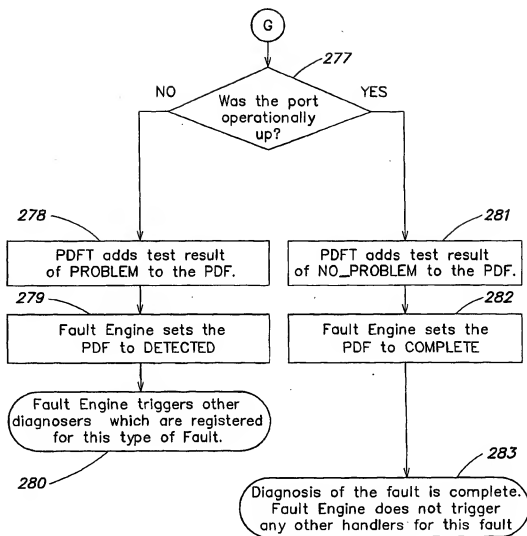 G
277
NO
YES
Was the port
operationally
up?
278
281
PDFT adds test result
of PROBLEM to the PDF.
PDFT adds test result
of NO_PROBLEM to the PDF.
279
282
Fault Engine sets the
PDF to DETECTED
Fault Engine sets the
PDF to COMPLETE
Fault Engine triggers other
diagnosers which are registered
for this type of Fault.
280
283
Diagnosis of the fault is complete.
Fault Engine does not trigger
any other handlers for this fault